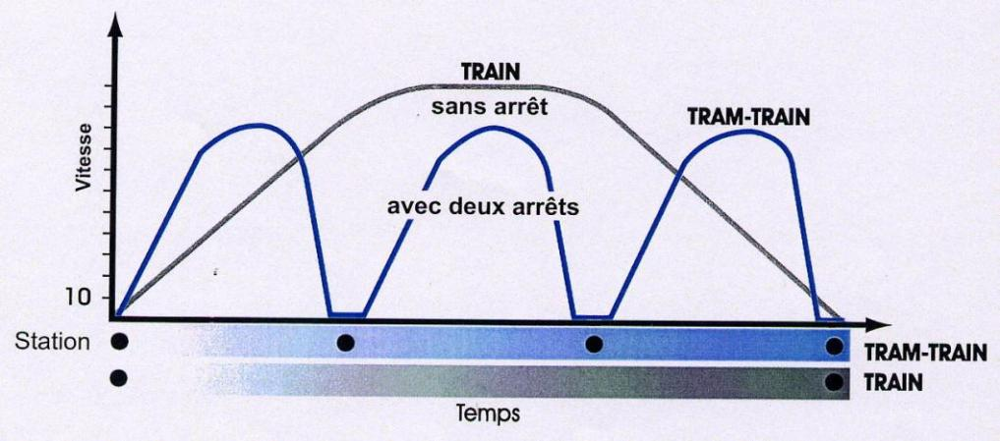 TRAIN
sans arrêt
TRAM-TRAIN
Vitesse
avec deux arrêts
10
Station
TRAM-TRAIN
TRAIN
Temps